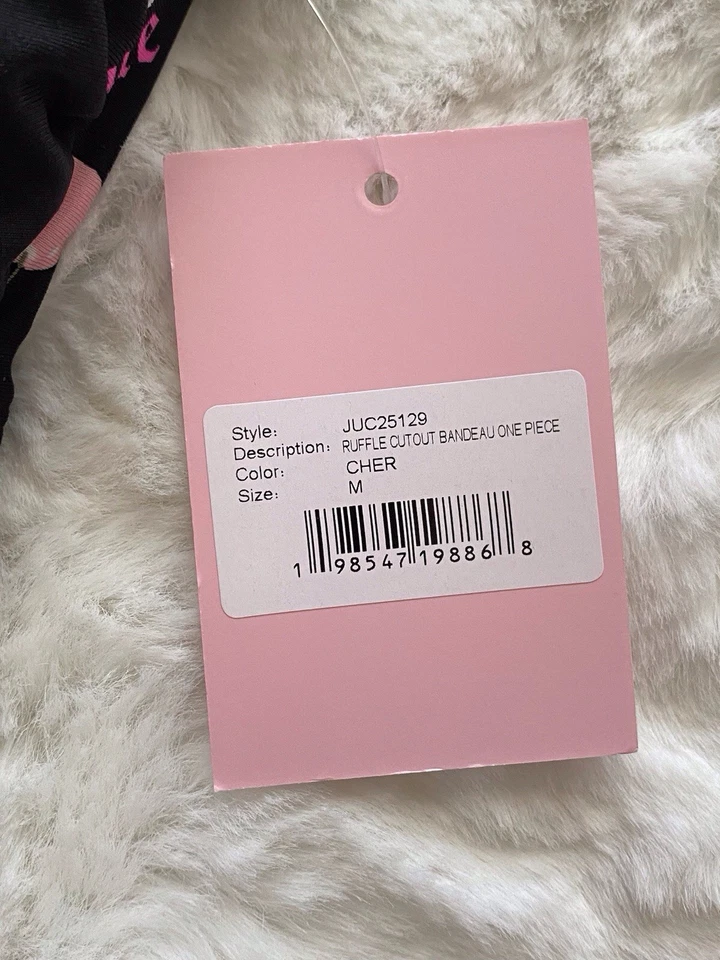 Style: JUC25129
Description: RUFFLE CUTOUT BANDEAU ONE PIECE
Color: CHER
Size: M
1 98547 19886 8